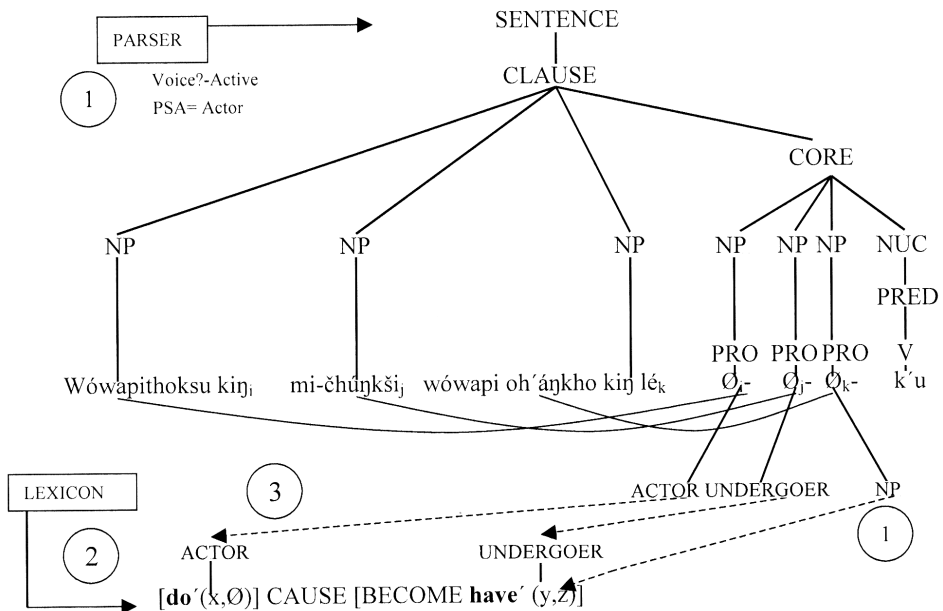 SENTENCE
PARSER
Voice?-Active
CLAUSE
1
PSA= Actor
CORE
NP NP NP NP NP NP NUC
PRED
PRO PRO PRO V
Wówapithoksu kiŋᵢ mi-čhúŋkšiⱼ wówapi oh´áŋkho kiŋ léₖ Øᵢ- Øⱼ- Øₖ- k´u
LEXICON
3
ACTOR UNDERGOER NP
2
ACTOR UNDERGOER
1
[do´(x,Ø)] CAUSE [BECOME have´ (y,z)]